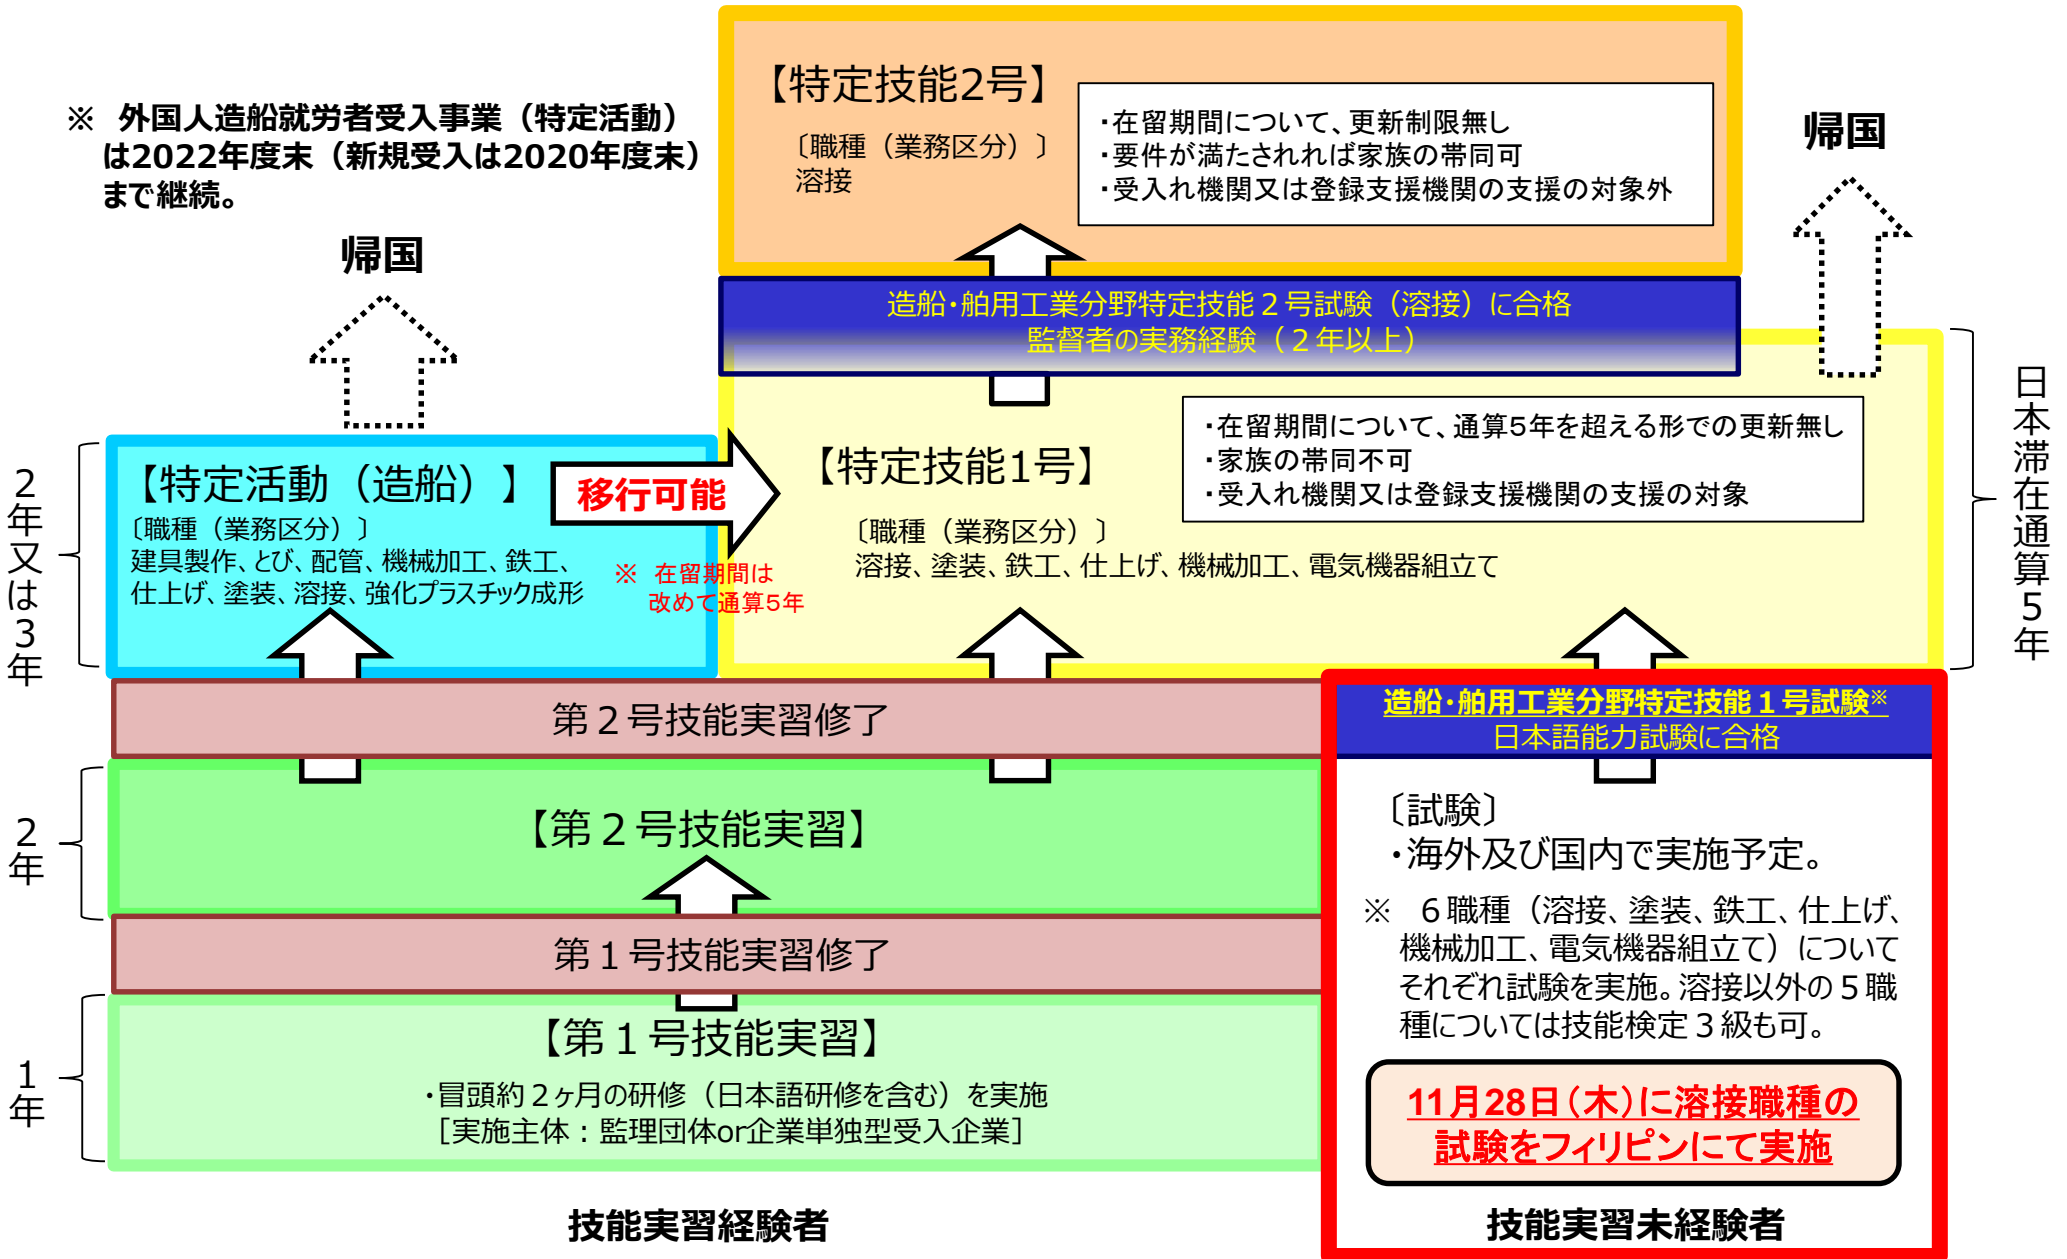 【特定技能2号】
〔職種（業務区分）〕
溶接
・在留期間について、更新制限無し
・要件が満たされれば家族の帯同可
・受入れ機関又は登録支援機関の支援の対象外
※　外国人造船就労者受入事業（特定活動）
は2022年度末（新規受入は2020年度末）
まで継続。
帰国
帰国
造船・舶用工業分野特定技能２号試験（溶接）に合格
監督者の実務経験（２年以上）
【特定活動（造船）】
〔職種（業務区分）〕
建具製作、とび、配管、機械加工、鉄工、
仕上げ、塗装、溶接、強化プラスチック成形
移行可能
※　在留期間は
改めて通算5年
【特定技能1号】
・在留期間について、通算5年を超える形での更新無し
・家族の帯同不可
・受入れ機関又は登録支援機関の支援の対象
〔職種（業務区分）〕
溶接、塗装、鉄工、仕上げ、機械加工、電気機器組立て
２年又は３年
日本滞在通算５年
第２号技能実習修了
造船・舶用工業分野特定技能１号試験※
日本語能力試験に合格
２年
【第２号技能実習】
第１号技能実習修了
１年
【第１号技能実習】
・冒頭約２ヶ月の研修（日本語研修を含む）を実施
［実施主体：監理団体or企業単独型受入企業］
〔試験〕
・海外及び国内で実施予定。
※　６職種（溶接、塗装、鉄工、仕上げ、
機械加工、電気機器組立て）について
それぞれ試験を実施。溶接以外の５職
種については技能検定３級も可。
11月28日（木）に溶接職種の
試験をフィリピンにて実施
技能実習経験者
技能実習未経験者